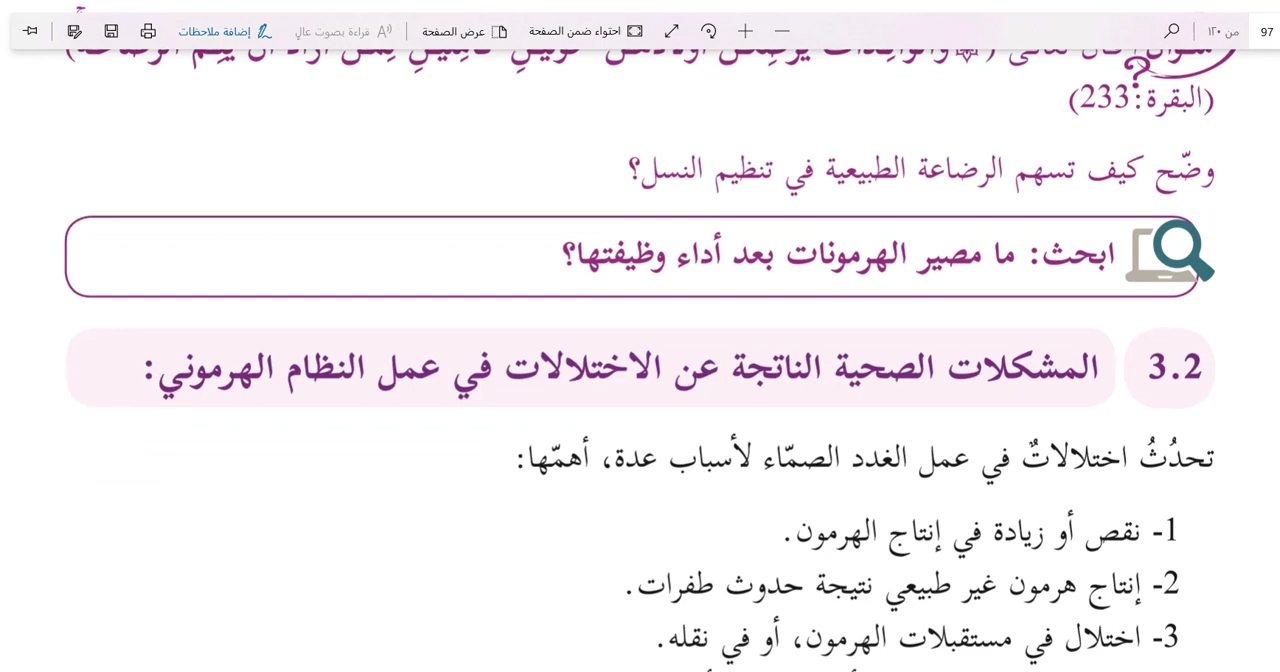 97 من ١٢٠ احتواء ضمن الصفحة عرض الصفحة قراءة بصوت عالٍ إضافة ملاحظات
(البقرة:233)
وضّح كيف تسهم الرضاعة الطبيعية في تنظيم النسل؟
ابحث: ما مصير الهرمونات بعد أداء وظيفتها؟
3.2 المشكلات الصحية الناتجة عن الاختلالات في عمل النظام الهرموني:
تحدُثُ اختلالاتٌ في عمل الغدد الصمّاء لأسباب عدة، أهمّها:
1- نقص أو زيادة في إنتاج الهرمون.
2- إنتاج هرمون غير طبيعي نتيجة حدوث طفرات.
3- اختلال في مستقبلات الهرمون، أو في نقله.